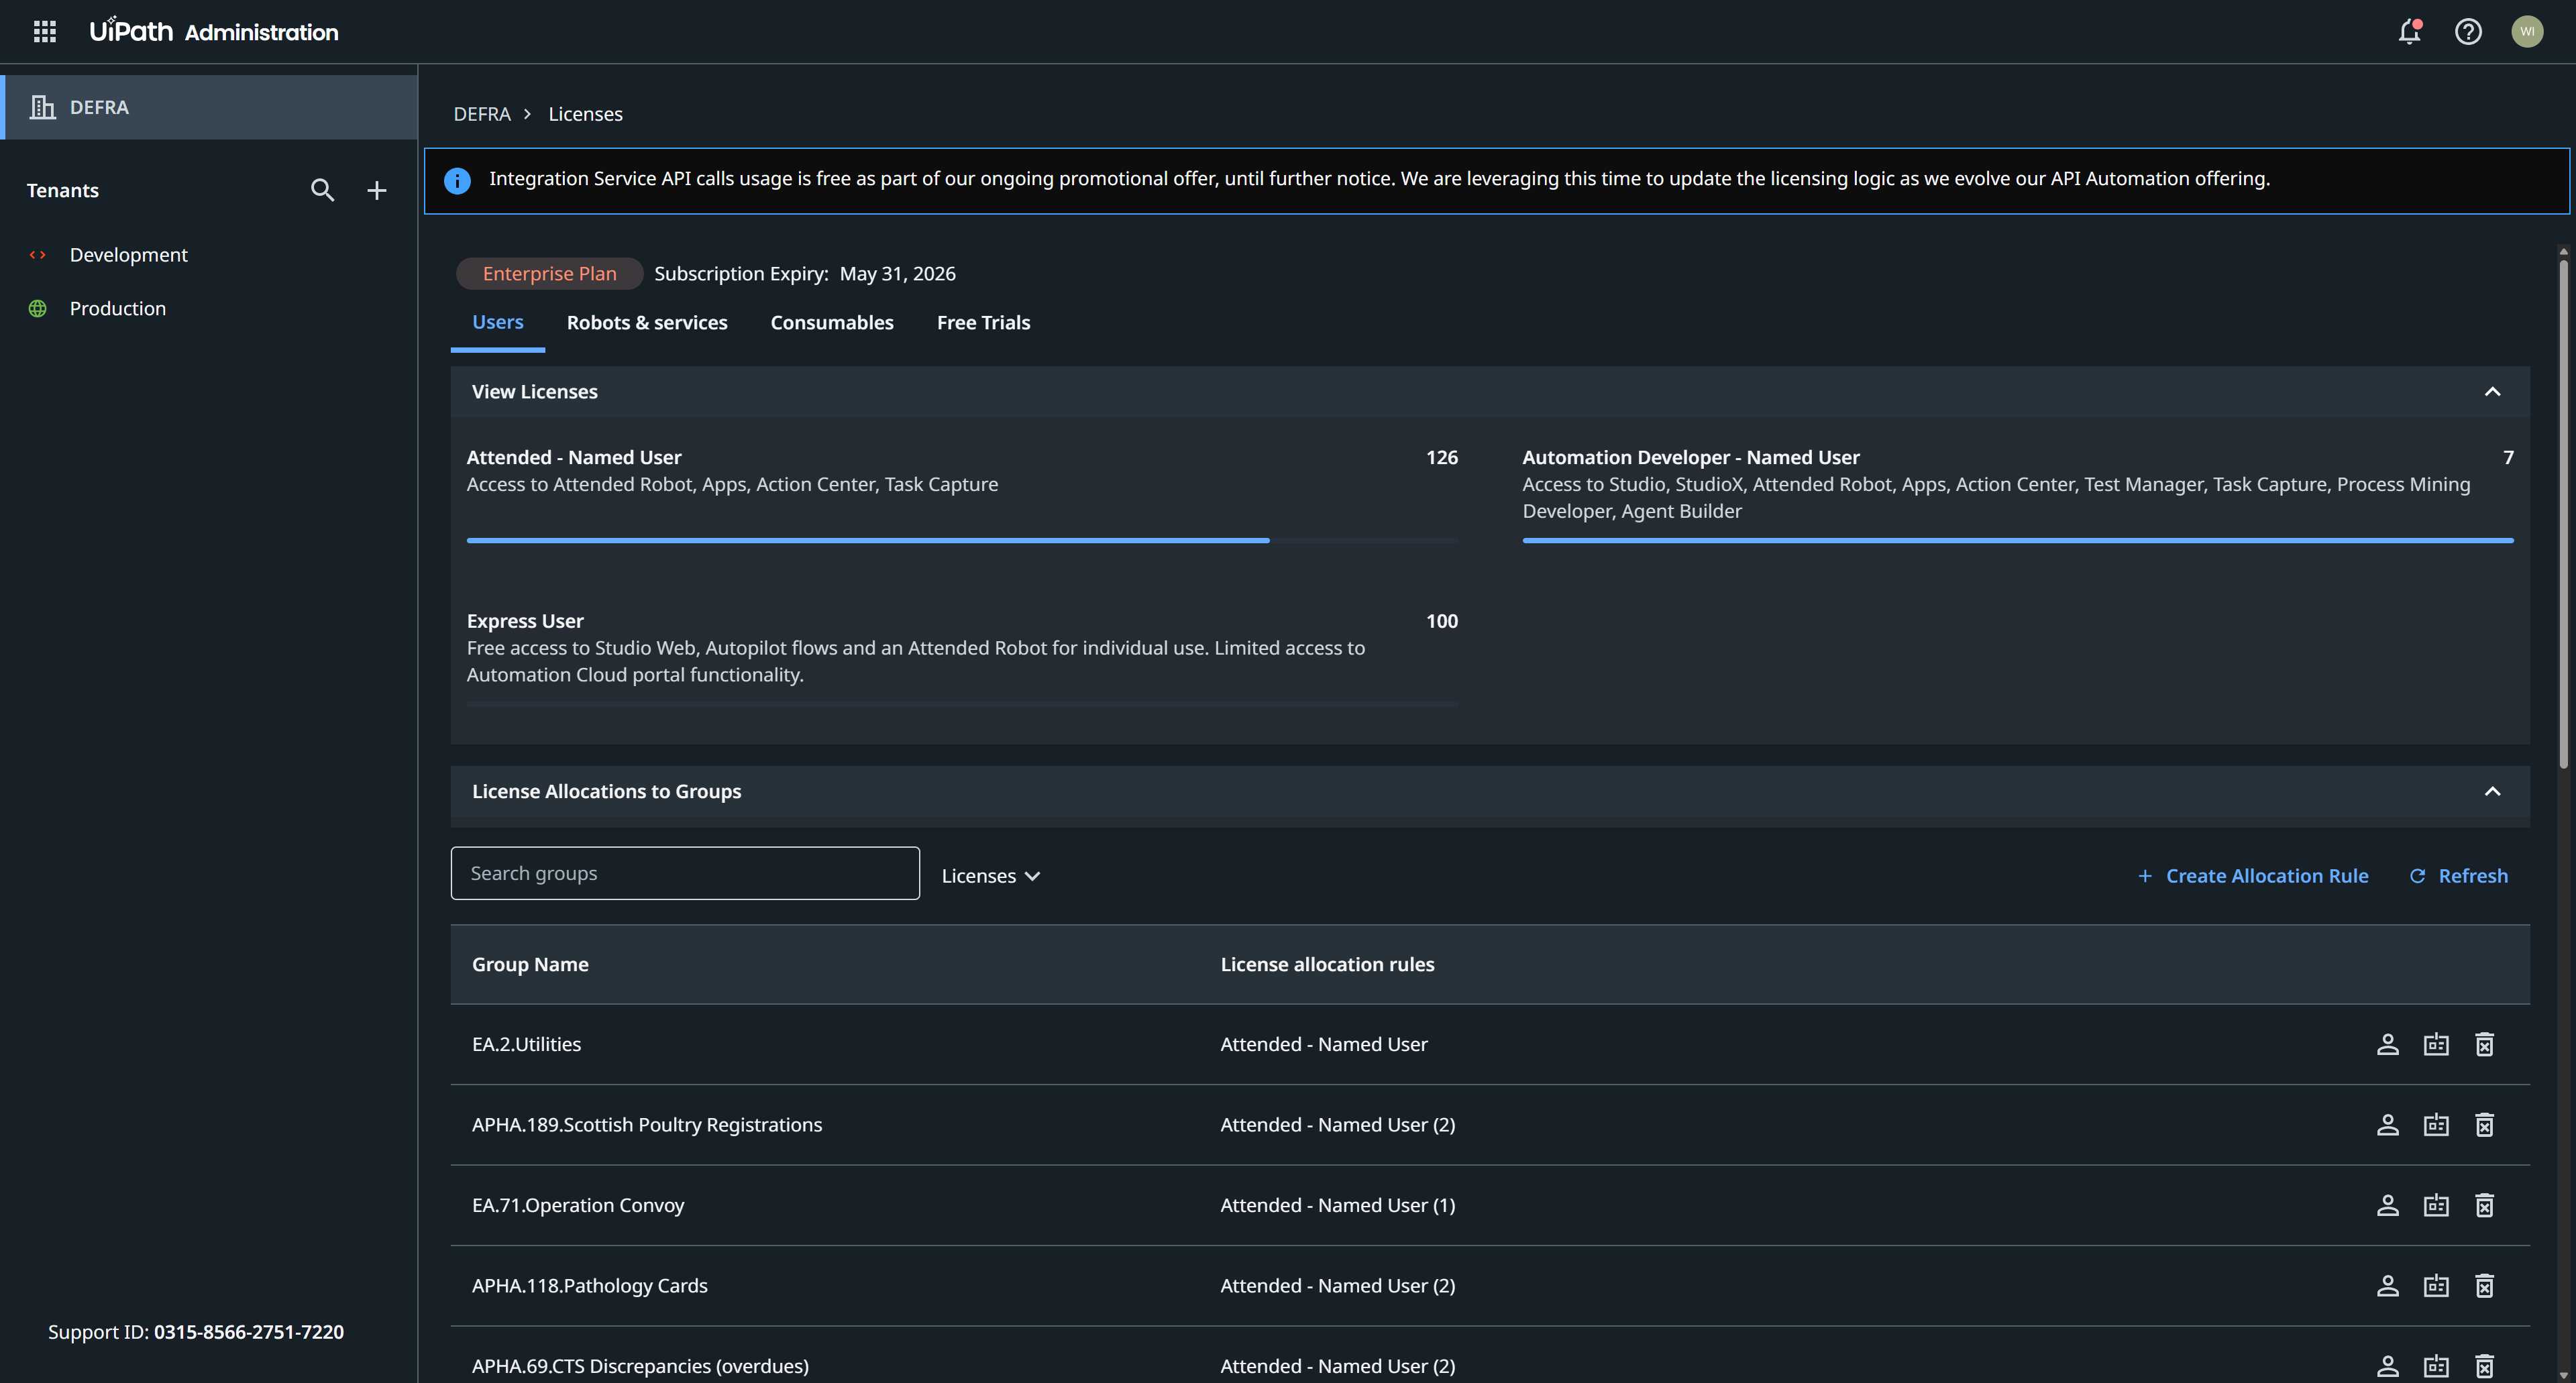 UiPath Administration
WI
DEFRA
Tenants
Development
Production
Support ID: 0315-8566-2751-7220
DEFRA > Licenses
Integration Service API calls usage is free as part of our ongoing promotional offer, until further notice. We are leveraging this time to update the licensing logic as we evolve our API Automation offering.
Enterprise Plan Subscription Expiry: May 31, 2026
Users Robots & services Consumables Free Trials
View Licenses
Attended - Named User 126
Access to Attended Robot, Apps, Action Center, Task Capture
Automation Developer - Named User 7
Access to Studio, StudioX, Attended Robot, Apps, Action Center, Test Manager, Task Capture, Process Mining
Developer, Agent Builder
Express User 100
Free access to Studio Web, Autopilot flows and an Attended Robot for individual use. Limited access to
Automation Cloud portal functionality.
License Allocations to Groups
Search groups Licenses + Create Allocation Rule Refresh
Group Name License allocation rules
EA.2.Utilities Attended - Named User
APHA.189.Scottish Poultry Registrations Attended - Named User (2)
EA.71.Operation Convoy Attended - Named User (1)
APHA.118.Pathology Cards Attended - Named User (2)
APHA.69.CTS Discrepancies (overdues) Attended - Named User (2)